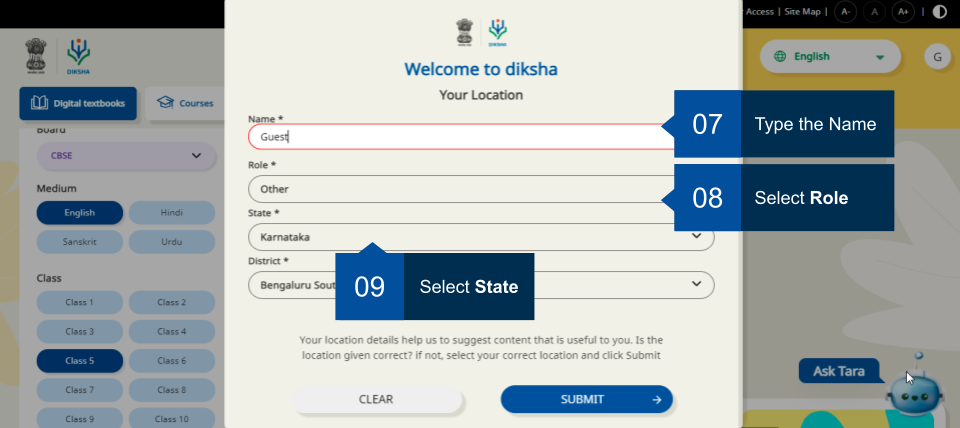 Access | Site Map | A- A A+ |
DIKSHA
Welcome to diksha
Your Location
English
G
Digital textbooks
Courses
Board
CBSE
Medium
English
Hindi
Sanskrit
Urdu
Class
Class 1
Class 2
Class 3
Class 4
Class 5
Class 6
Class 7
Class 8
Class 9
Class 10
Name *
Guest
07 Type the Name
Role *
Other
08 Select Role
State *
Karnataka
District *
Bengaluru Sout
09 Select State
Your location details help us to suggest content that is useful to you. Is the
location given correct? if not, select your correct location and click Submit
CLEAR
SUBMIT
Ask Tara